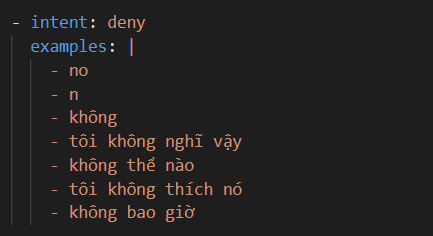 - intent: deny
  examples: |
    - no
    - n
    - không
    - tôi không nghĩ vậy
    - không thể nào
    - tôi không thích nó
    - không bao giờ